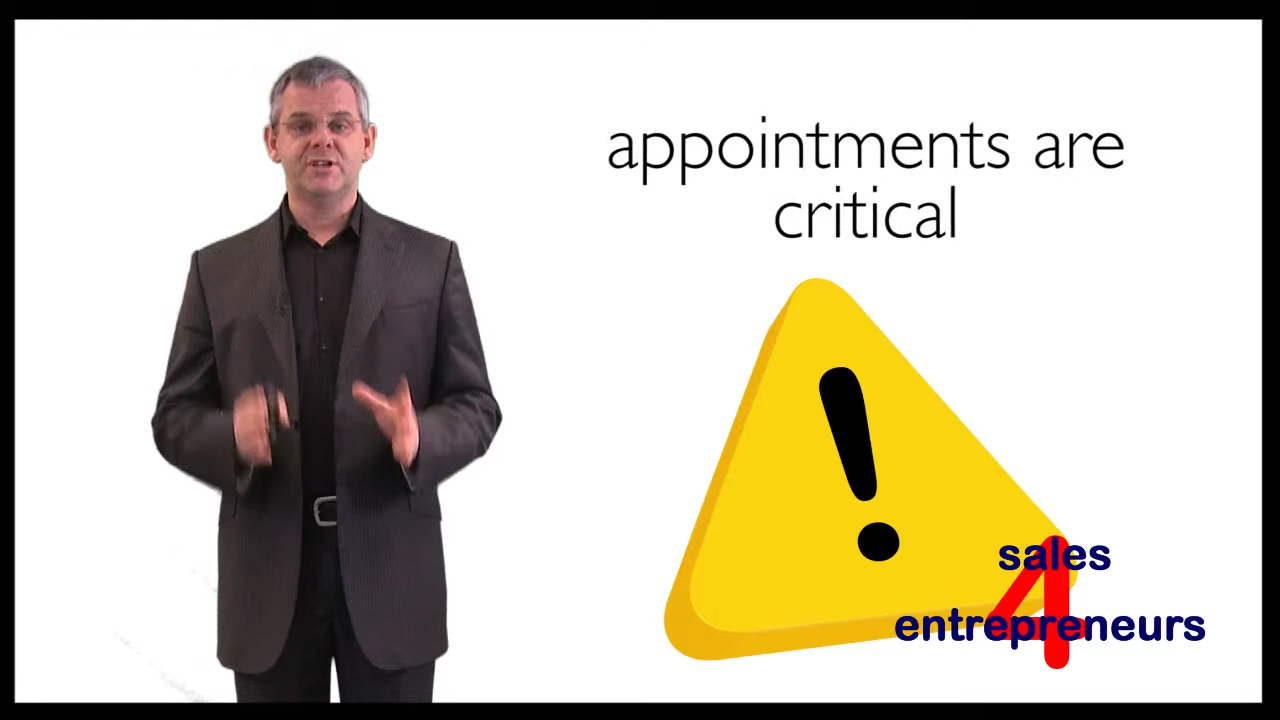 appointments are
critical
!
sales
4
entrepreneurs